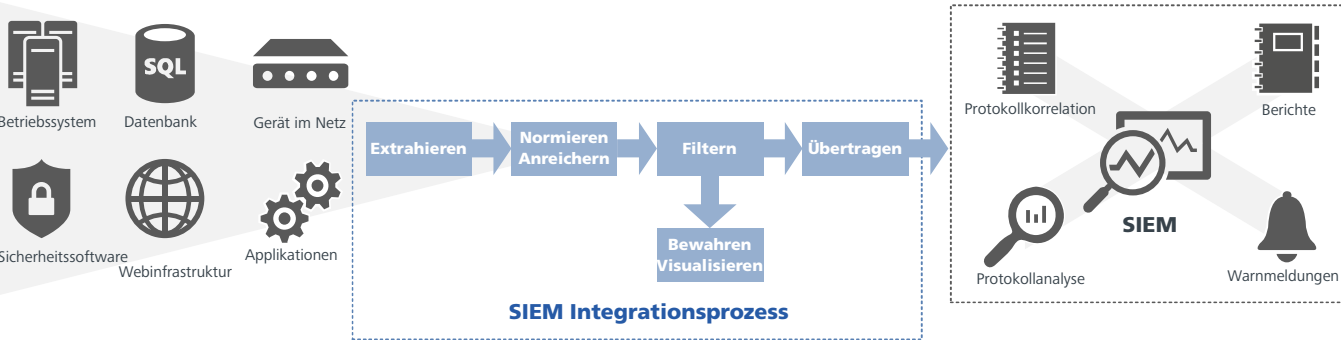 SQL
Betriebssystem
Datenbank
Gerät im Netz
Sicherheitssoftware
Webinfrastruktur
Applikationen
Extrahieren
Normieren
Anreichern
Filtern
Übertragen
Bewahren
Visualisieren
SIEM Integrationsprozess
Protokollkorrelation
Berichte
SIEM
Protokollanalyse
Warnmeldungen